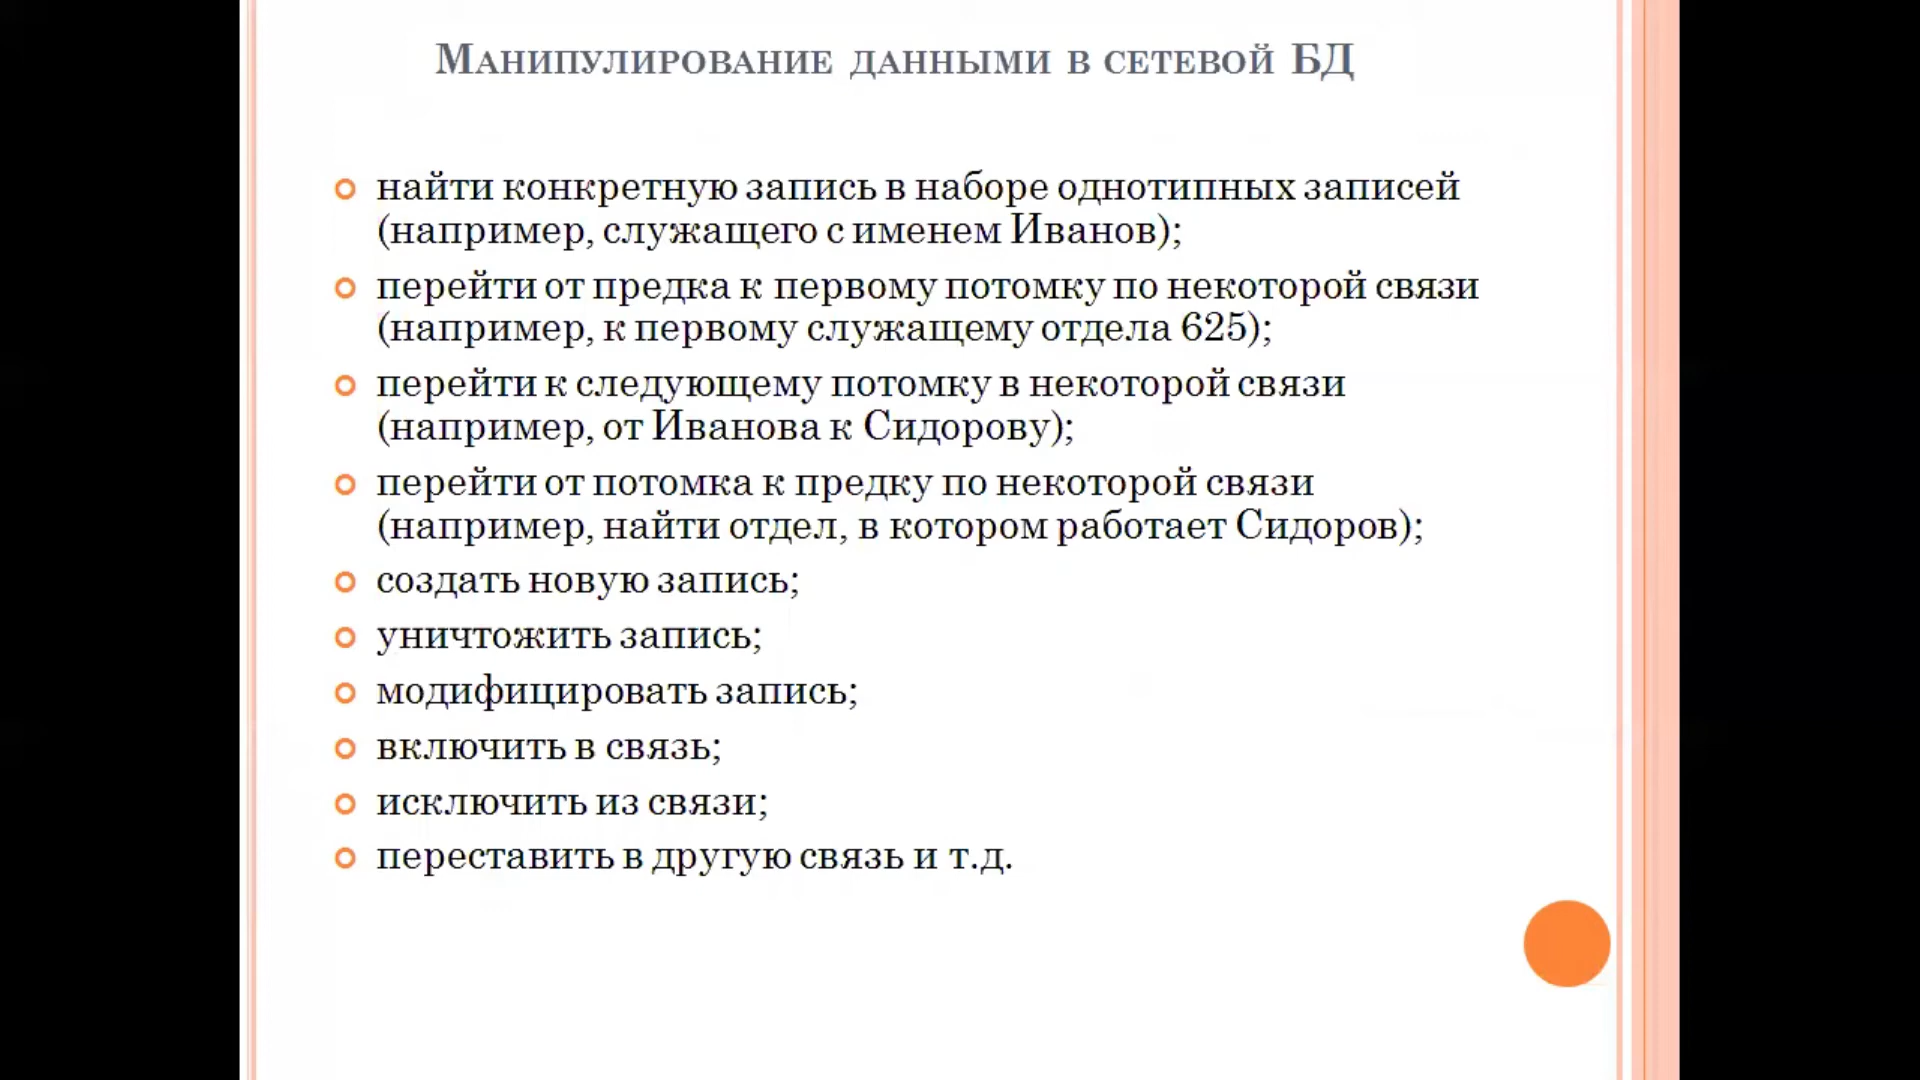 Манипулирование данными в сетевой БД
найти конкретную запись в наборе однотипных записей
(например, служащего с именем Иванов);
перейти от предка к первому потомку по некоторой связи
(например, к первому служащему отдела 625);
перейти к следующему потомку в некоторой связи
(например, от Иванова к Сидорову);
перейти от потомка к предку по некоторой связи
(например, найти отдел, в котором работает Сидоров);
создать новую запись;
уничтожить запись;
модифицировать запись;
включить в связь;
исключить из связи;
переставить в другую связь и т.д.